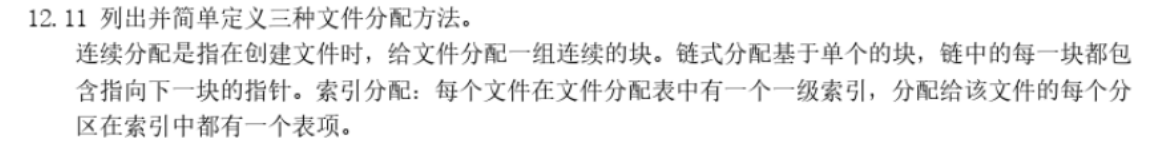 12.11 列出并简单定义三种文件分配方法。
连续分配是指在创建文件时，给文件分配一组连续的块。链式分配基于单个的块，链中的每一块都包
含指向下一块的指针。索引分配：每个文件在文件分配表中有一个一级索引，分配给该文件的每个分
区在索引中都有一个表项。